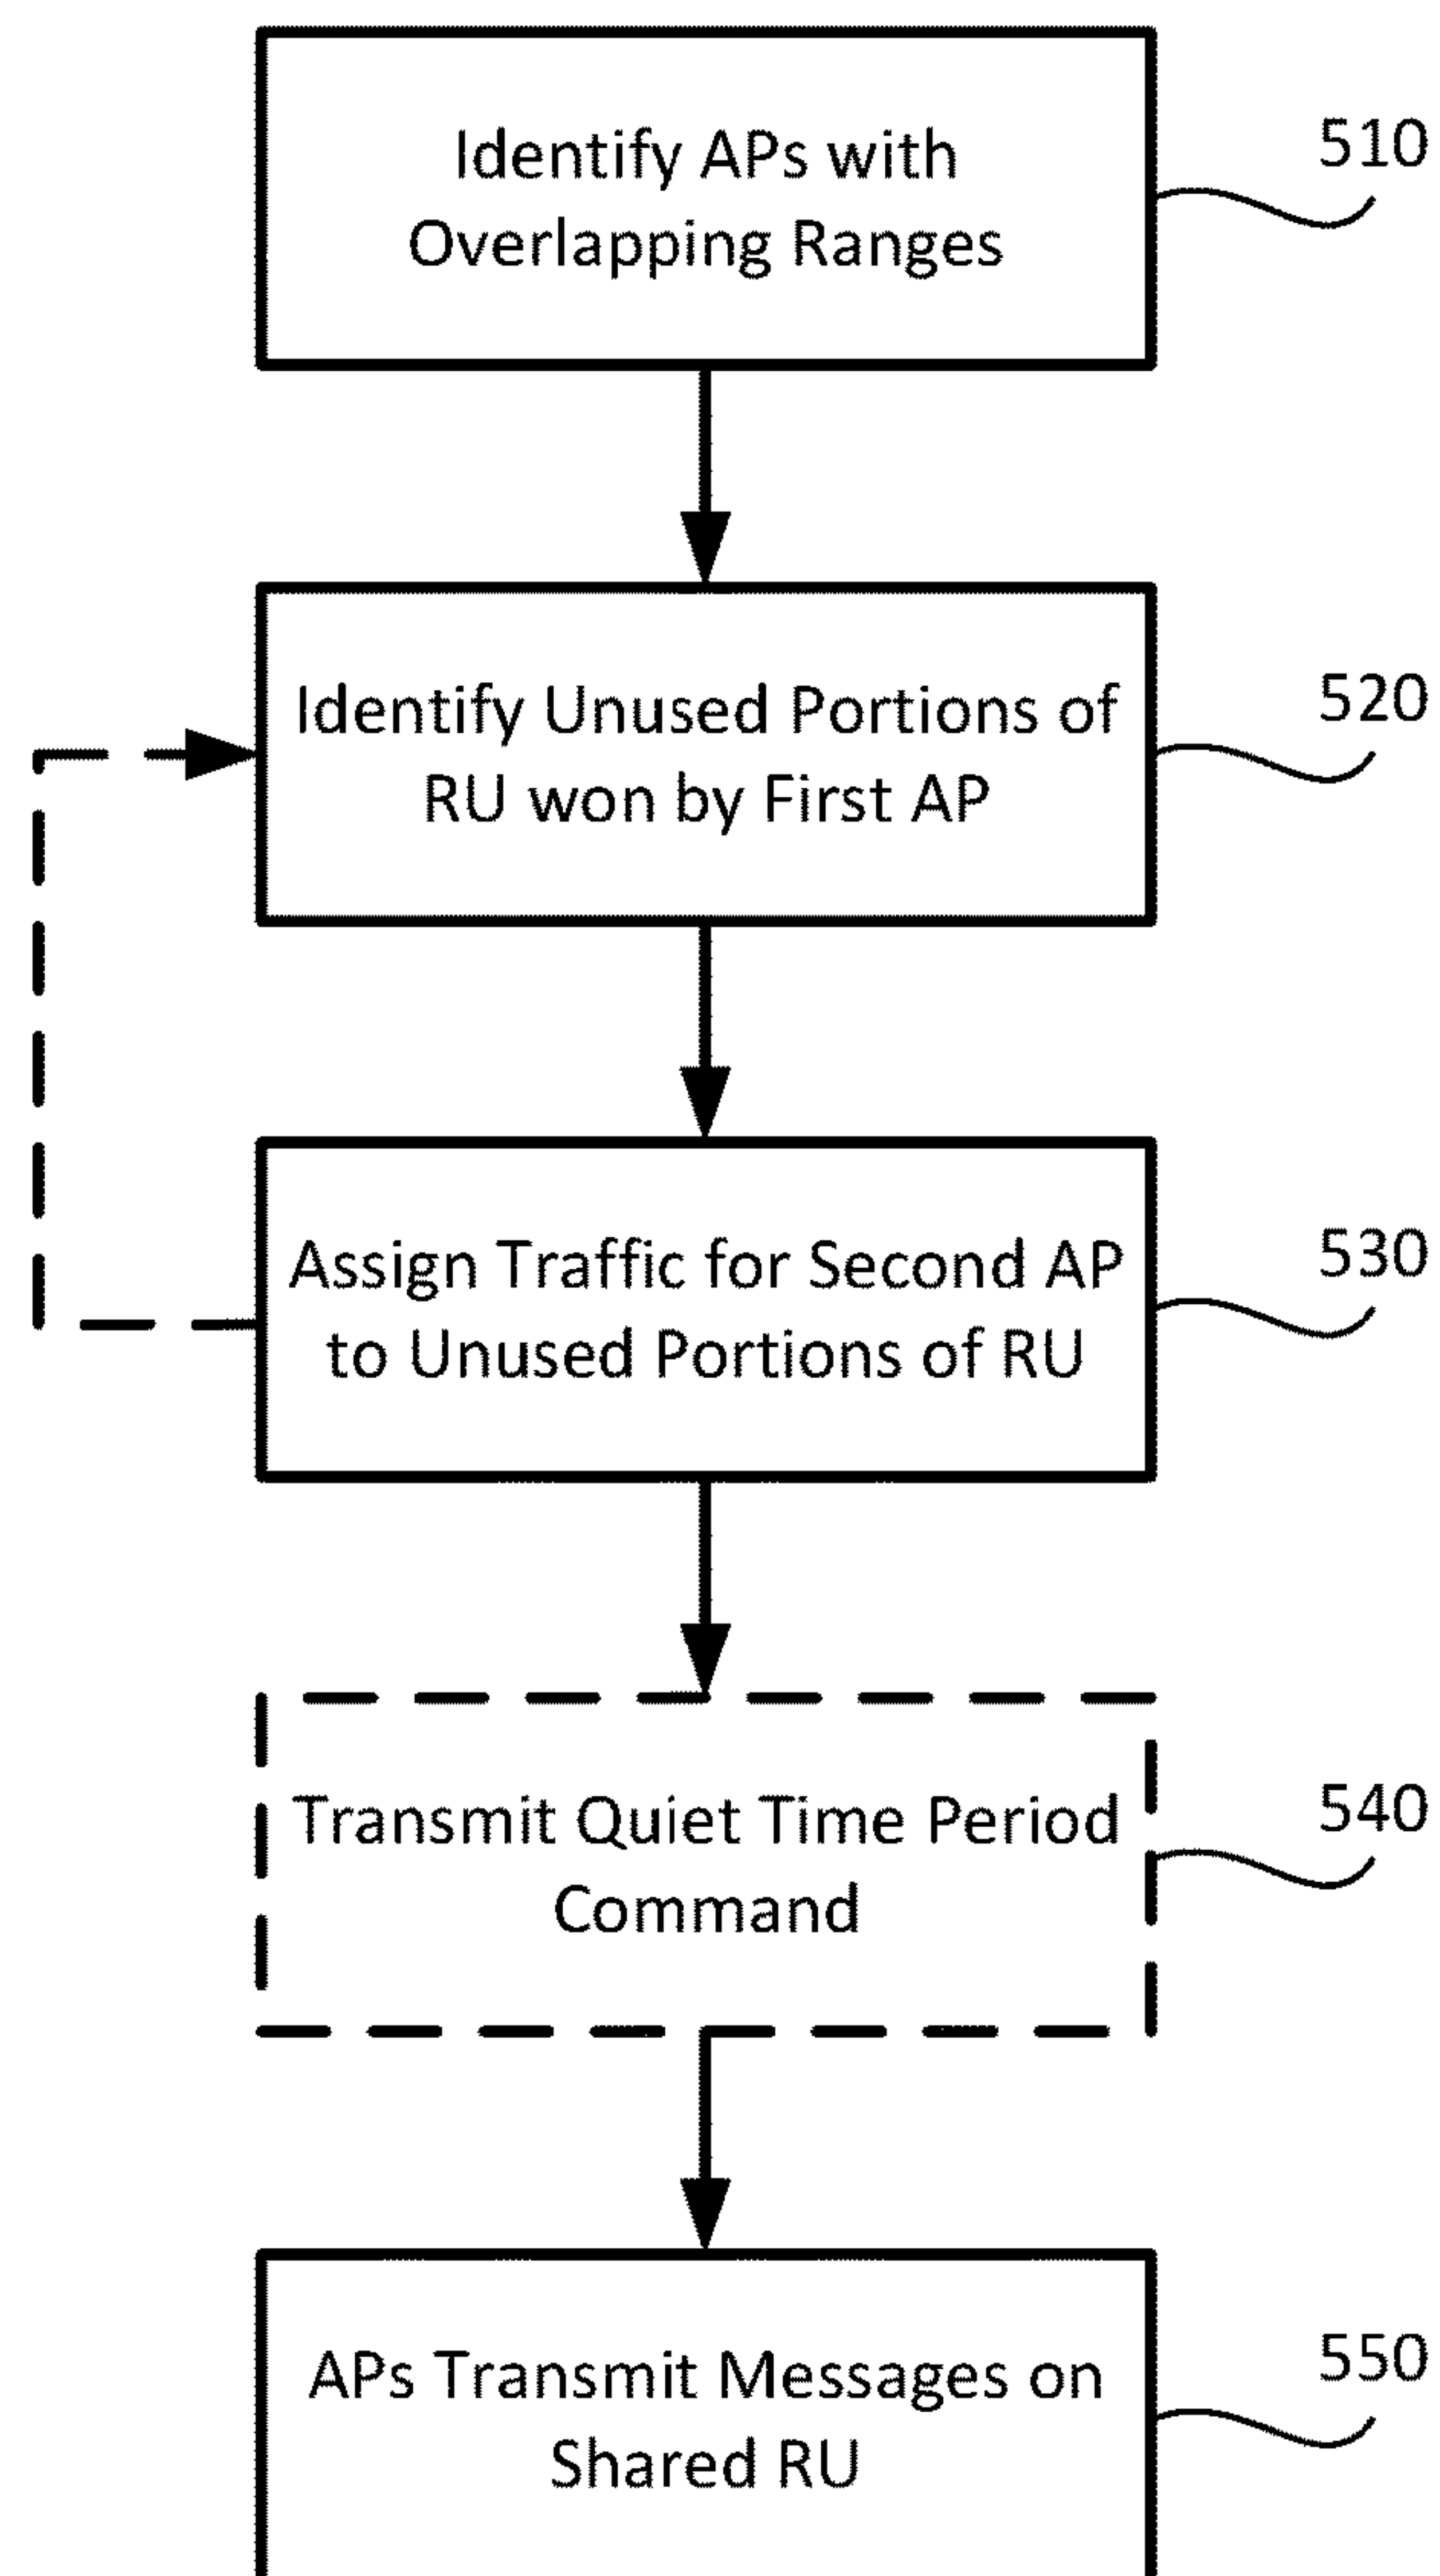 Identify APs with
Overlapping Ranges
510
Identify Unused Portions of
RU won by First AP
520
Assign Traffic for Second AP
to Unused Portions of RU
530
Transmit Quiet Time Period
Command
540
APs Transmit Messages on
Shared RU
550